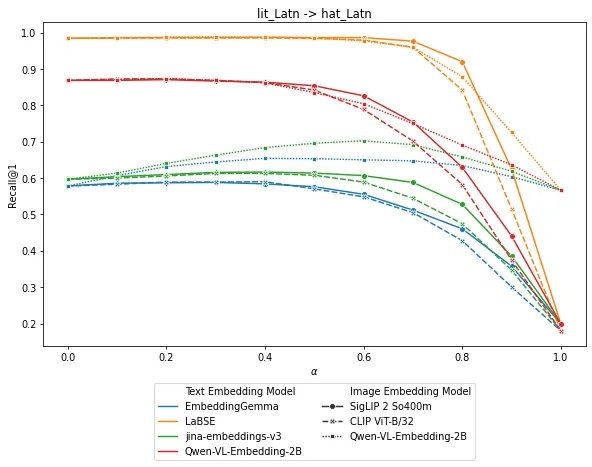 lit_Latn -> hat_Latn
1.0
0.9
0.8
0.7
0.6
0.5
0.4
0.3
0.2
Recall@1
0.0 0.2 0.4 0.6 0.8 1.0
α
Text Embedding Model Image Embedding Model
EmbeddingGemma SigLIP 2 So400m
LaBSE CLIP ViT-B/32
jina-embeddings-v3 Qwen-VL-Embedding-2B
Qwen-VL-Embedding-2B